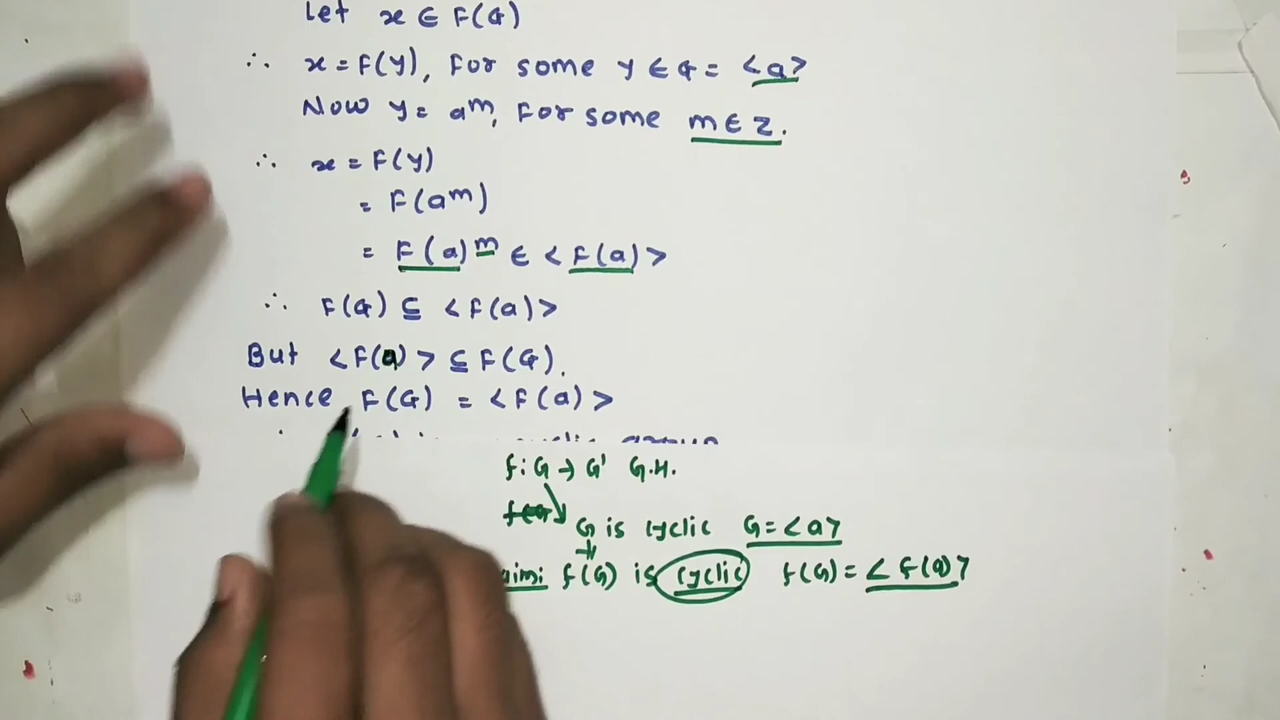 Let x ∈ F(G)
∴ x = F(y), For some y ∈ G = <a>
Now y = a^m, For some m ∈ Z.
∴ x = F(y)
= F(a^m)
= F(a)^m ∈ <F(a)>
∴ F(G) ⊆ <F(a)>
But <F(a)> ⊆ F(G).
Hence F(G) = <F(a)>
f: G → G' G.H.
G is cyclic G = <a>
f(G) is cyclic f(G) = <f(a)>